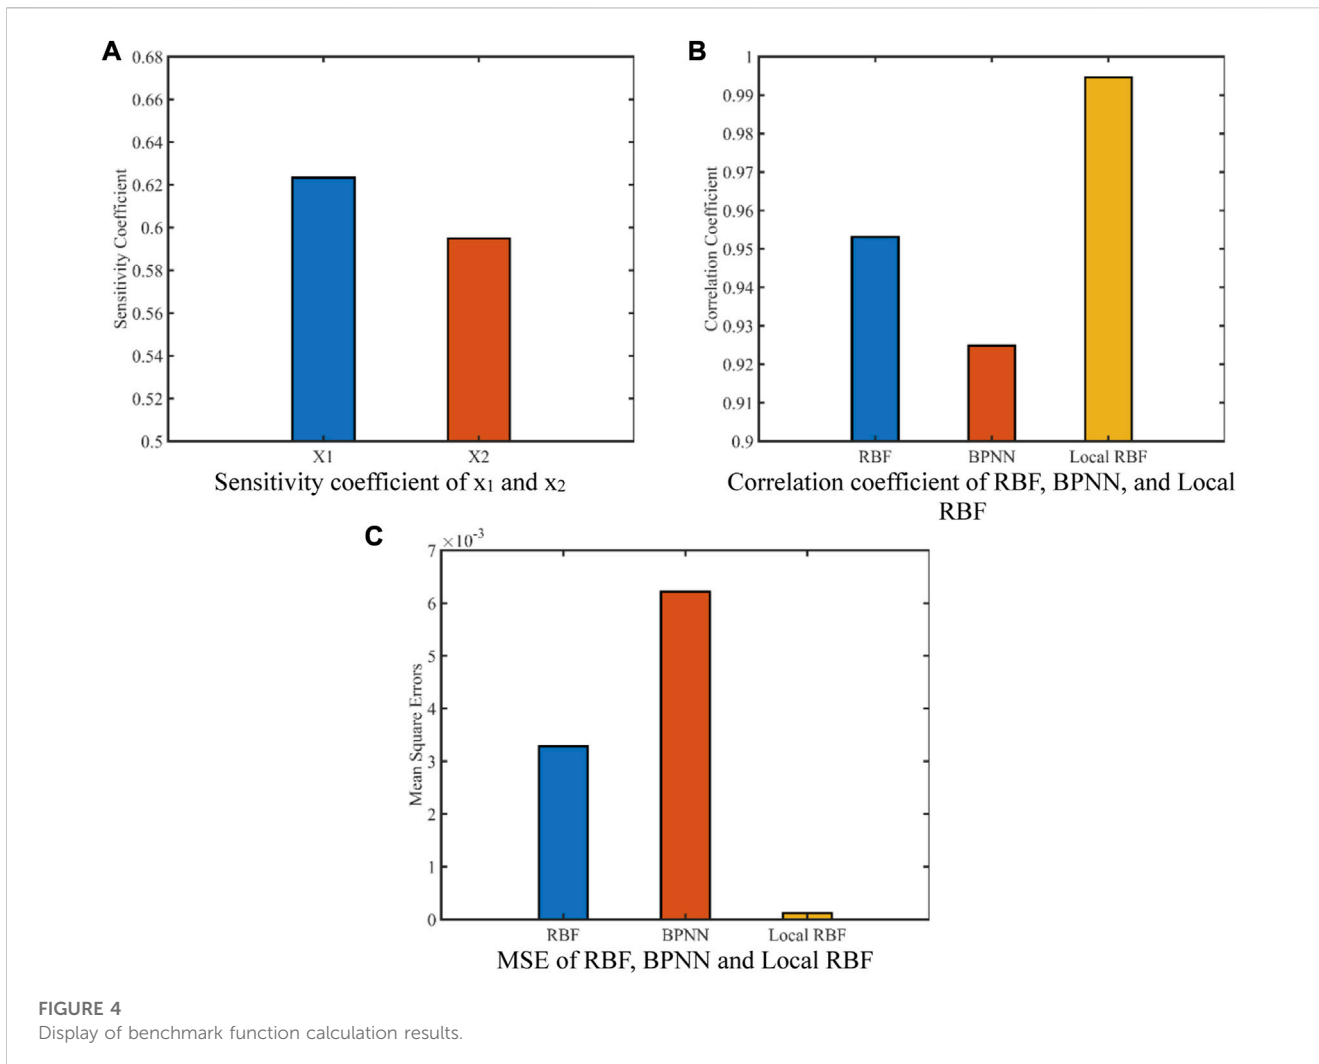 A
0.68
0.66
0.64
0.62
0.6
0.58
0.56
0.54
0.52
0.5
Sensitivity Coefficient
X1 X2
Sensitivity coefficient of x₁ and x₂
B
1
0.99
0.98
0.97
0.96
0.95
0.94
0.93
0.92
0.91
0.9
Correlation Coefficient
RBF BPNN Local RBF
Correlation coefficient of RBF, BPNN, and Local
RBF
C
×10⁻³
7
6
5
4
3
2
1
0
Mean Square Errors
RBF BPNN Local RBF
MSE of RBF, BPNN and Local RBF
FIGURE 4
Display of benchmark function calculation results.